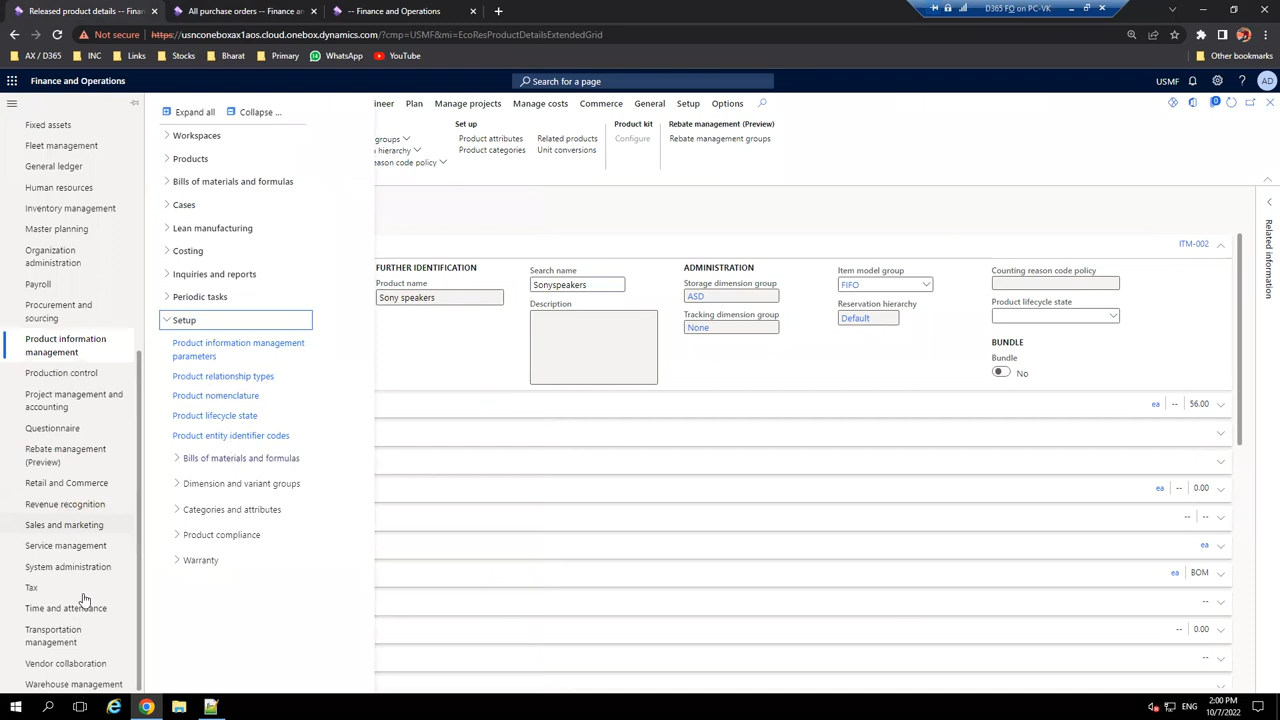 Released product details -- Finan
All purchase orders -- Finance an
-- Finance and Operations
D365 FO on PC-VK
Not secure
https://usnconeboxax1aos.cloud.onebox.dynamics.com/?cmp=USMF&mi=EcoResProductDetailsExtendedGrid
AX / D365
INC
Links
Stocks
Bharat
Primary
WhatsApp
YouTube
Other bookmarks
Finance and Operations
Search for a page
USMF
AD
Expand all
Collapse ...
ineer
Plan
Manage projects
Manage costs
Commerce
General
Setup
Options
0
groups
n hierarchy
eason code policy
Set up
Product attributes
Product categories
Related products
Unit conversions
Product kit
Configure
Rebate management (Preview)
Rebate management groups
Fixed assets
Fleet management
General ledger
Human resources
Inventory management
Master planning
Organization
administration
Payroll
Procurement and
sourcing
Product information
management
Production control
Project management and
accounting
Questionnaire
Rebate management
(Preview)
Retail and Commerce
Revenue recognition
Sales and marketing
Service management
System administration
Tax
Time and attendance
Transportation
management
Vendor collaboration
Warehouse management
Workspaces
Products
Bills of materials and formulas
Cases
Lean manufacturing
Costing
Inquiries and reports
Periodic tasks
Setup
Product information management
parameters
Product relationship types
Product nomenclature
Product lifecycle state
Product entity identifier codes
Bills of materials and formulas
Dimension and variant groups
Categories and attributes
Product compliance
Warranty
ITM-002
FURTHER IDENTIFICATION
Product name
Sony speakers
Search name
Sonyspeakers
Description
ADMINISTRATION
Storage dimension group
ASD
Tracking dimension group
None
Item model group
FIFO
Reservation hierarchy
Default
Counting reason code policy
Product lifecycle state
BUNDLE
Bundle
No
ea -- 56.00
ea -- 0.00
-- --
ea
ea BOM
--
-- 0.00
--
Related information
ENG
2:00 PM
10/7/2022